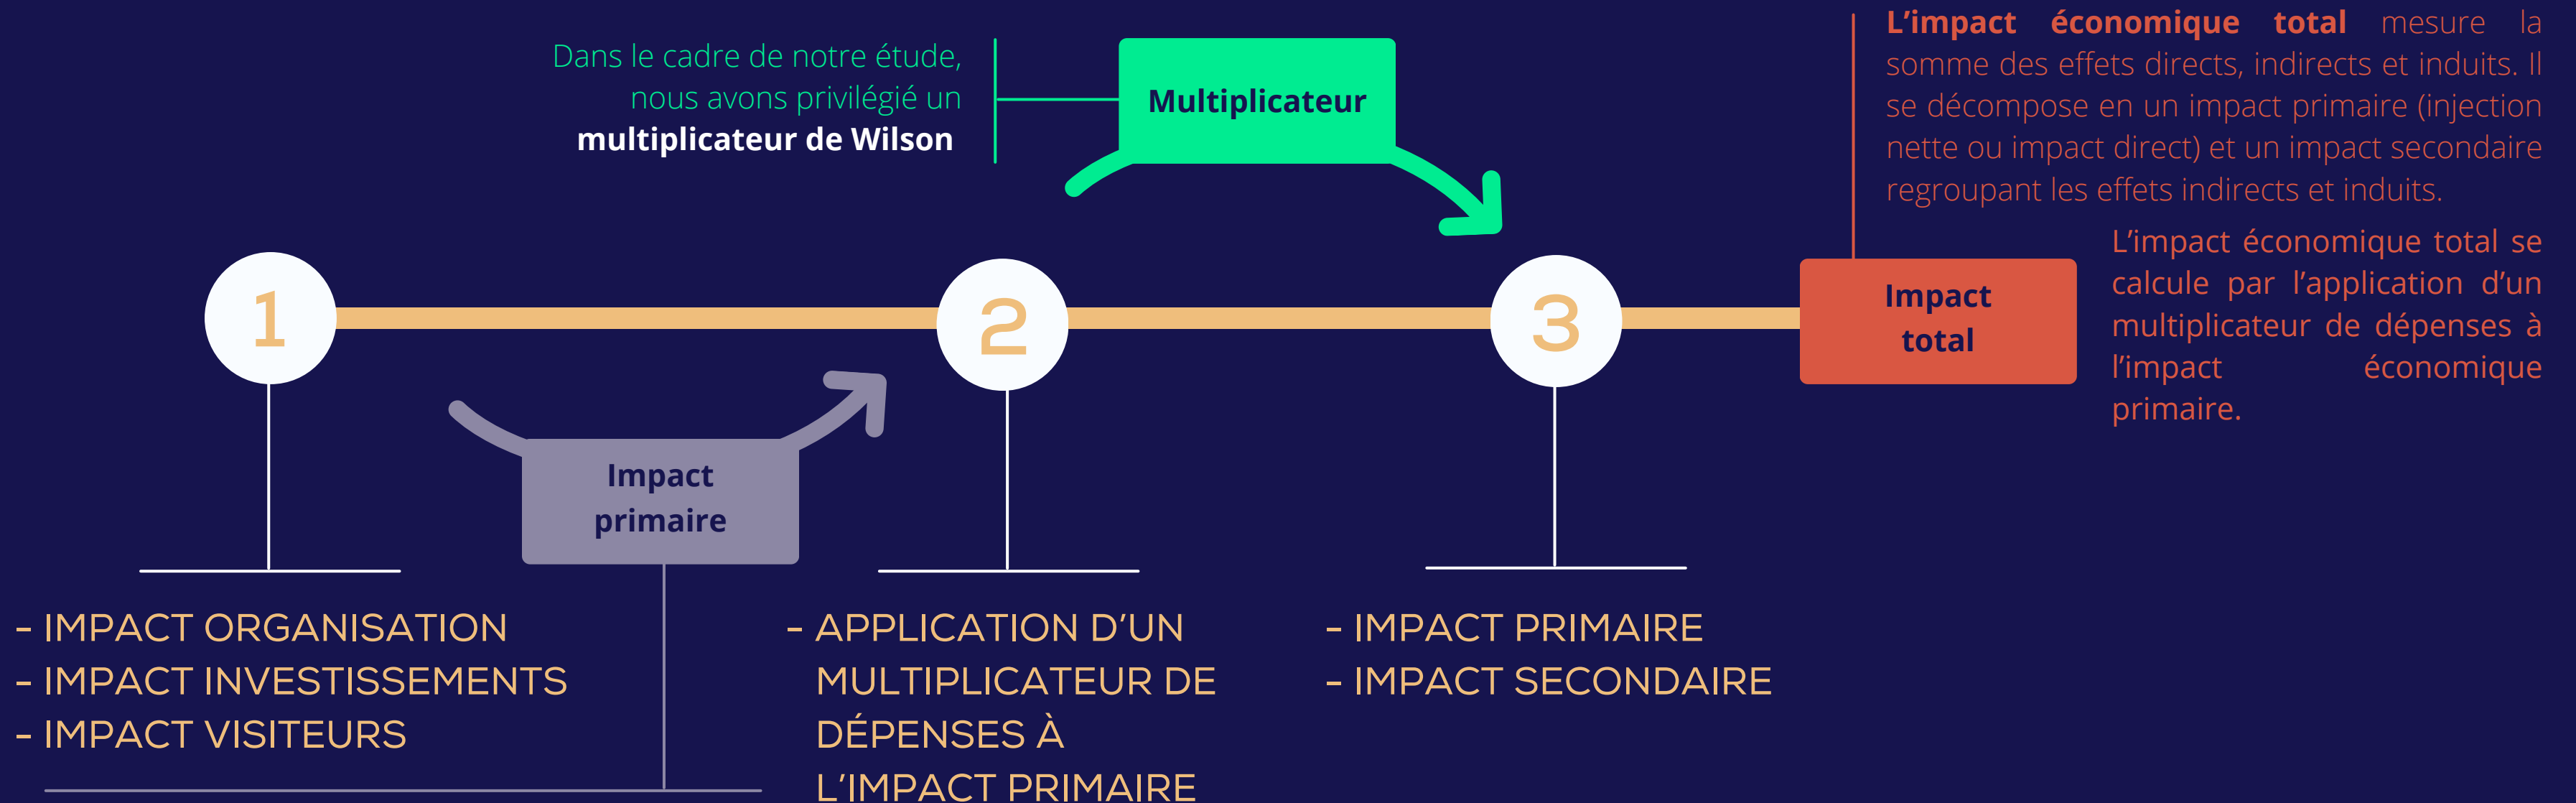 Dans le cadre de notre étude,
nous avons privilégié un
multiplicateur de Wilson
Multiplicateur
L’impact économique total mesure la
somme des effets directs, indirects et induits. Il
se décompose en un impact primaire (injection
nette ou impact direct) et un impact secondaire
regroupant les effets indirects et induits.
1
2
3
Impact
total
L’impact économique total se
calcule par l’application d’un
multiplicateur de dépenses à
l’impact économique
primaire.
Impact
primaire
- IMPACT ORGANISATION
- IMPACT INVESTISSEMENTS
- IMPACT VISITEURS
- APPLICATION D’UN
MULTIPLICATEUR DE
DÉPENSES À
L’IMPACT PRIMAIRE
- IMPACT PRIMAIRE
- IMPACT SECONDAIRE